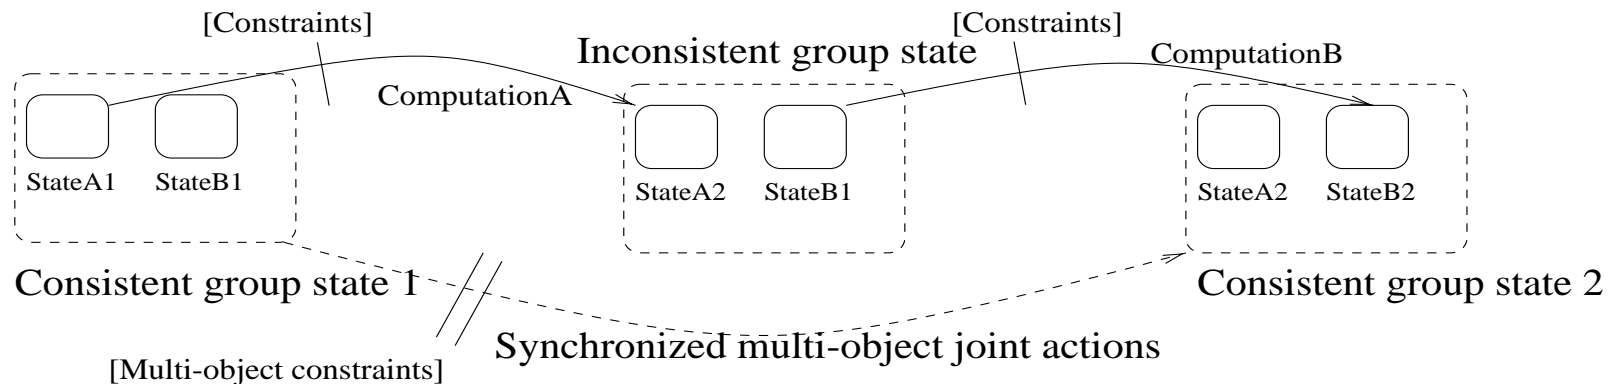 [Constraints]
[Constraints]
Inconsistent group state
ComputationB
ComputationA
StateA1
StateB1
StateA2
StateB1
StateA2
StateB2
Consistent group state 1
Consistent group state 2
Synchronized multi-object joint actions
[Multi-object constraints]